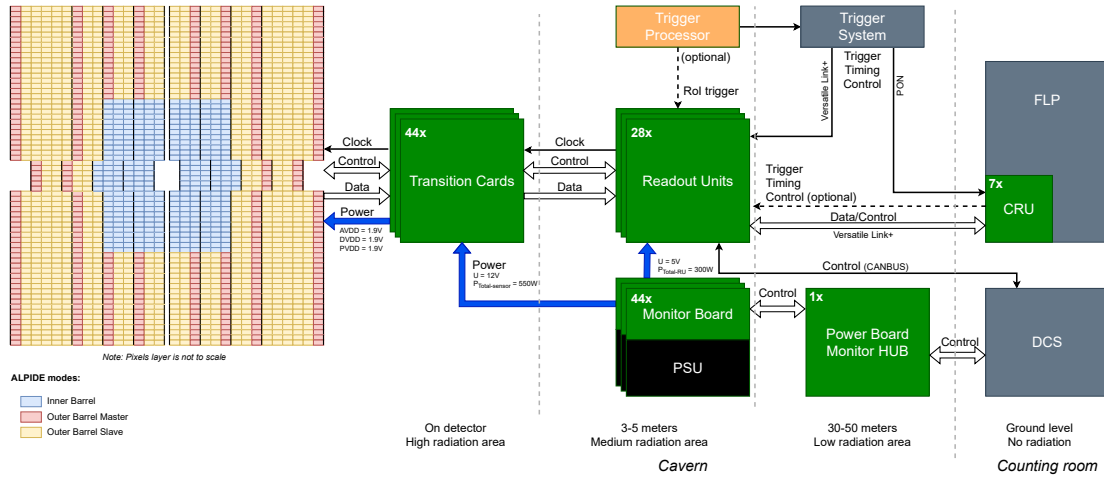 Trigger
Processor
Trigger
System
(optional)
RoI trigger
Versatile Link+
Trigger
Timing
Control
PON
FLP
44x
Transition Cards
28x
Readout Units
7x
CRU
Clock
Control
Data
Clock
Control
Data
Trigger
Timing
Control (optional)
Data/Control
Versatile Link+
Power
AVDD = 1.9V
DVDD = 1.9V
PVDD = 1.9V
Power
U = 12V
PTotal-sensor = 550W
U = 5V
PTotal-RU = 300W
Control (CANBUS)
44x
Monitor Board
PSU
Control
1x
Power Board
Monitor HUB
Control
DCS
Note: Pixels layer is not to scale
ALPIDE modes:
Inner Barrel
Outer Barrel Master
Outer Barrel Slave
On detector
High radiation area
3-5 meters
Medium radiation area
30-50 meters
Low radiation area
Ground level
No radiation
Cavern
Counting room